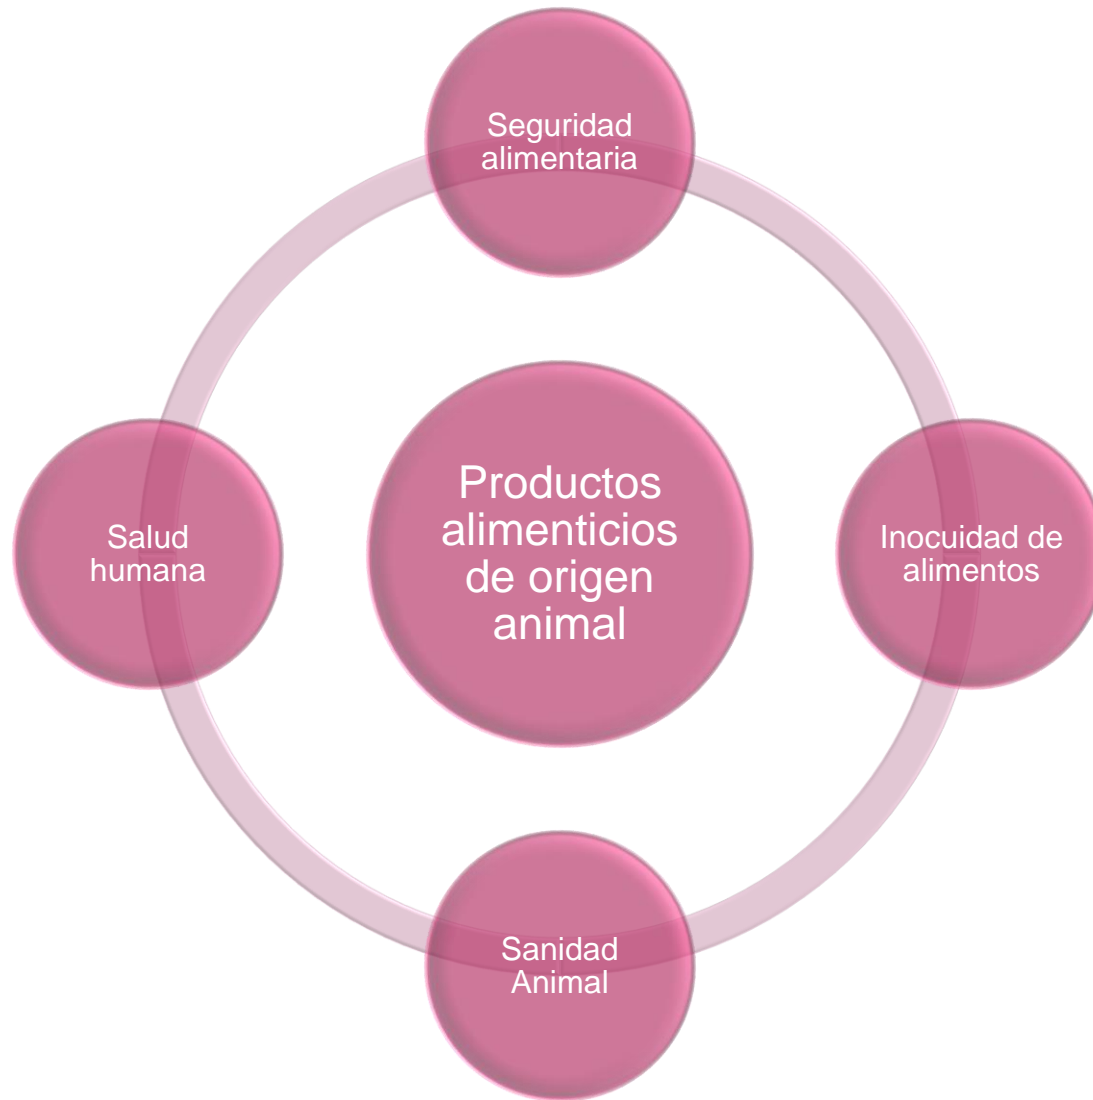 Seguridad
alimentaria
Productos
alimenticios
de origen
animal
Salud
humana
Inocuidad de
alimentos
Sanidad
Animal